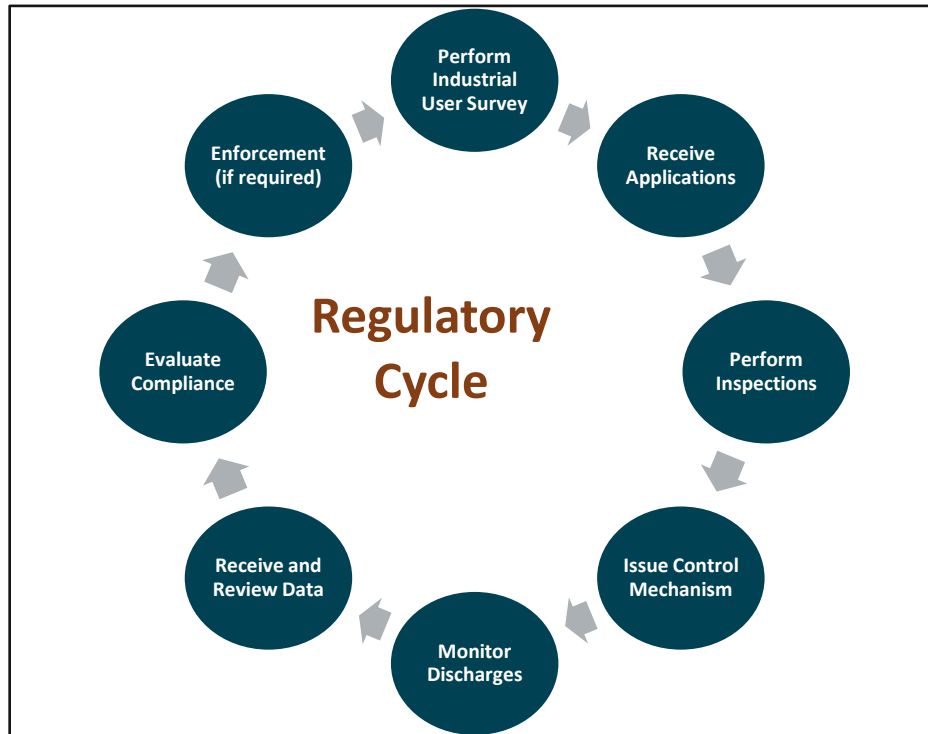 Perform
Industrial
User Survey
Receive
Applications
Perform
Inspections
Issue Control
Mechanism
Monitor
Discharges
Receive and
Review Data
Evaluate
Compliance
Enforcement
(if required)
Regulatory
Cycle